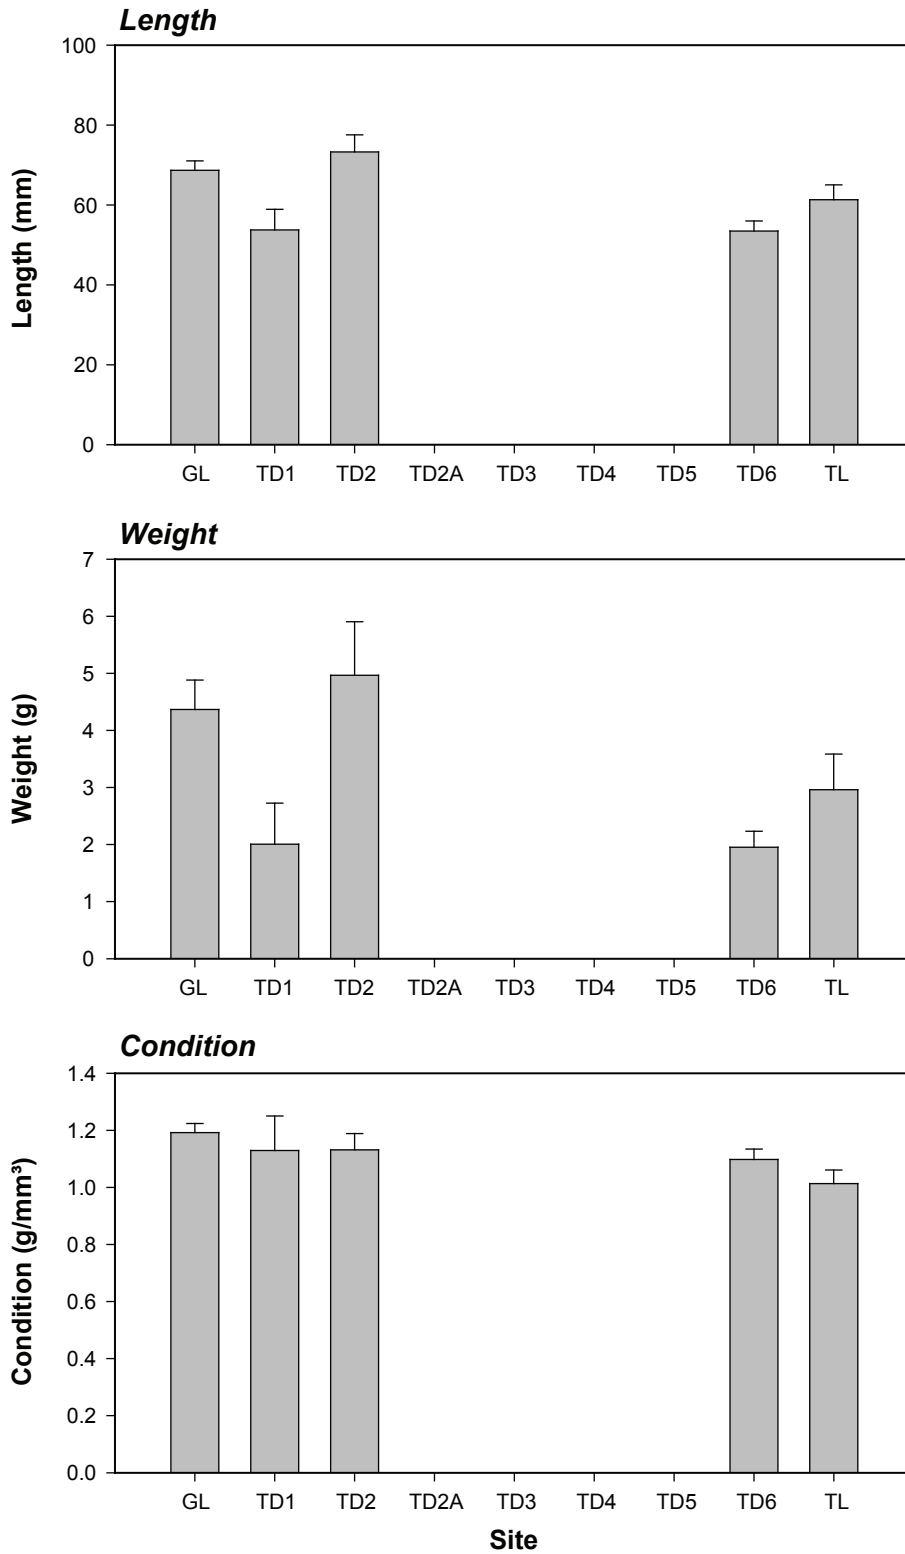 Length
100
80
60
40
20
0
Length (mm)
GL TD1 TD2 TD2A TD3 TD4 TD5 TD6 TL
Weight
7
6
5
4
3
2
1
0
Weight (g)
GL TD1 TD2 TD2A TD3 TD4 TD5 TD6 TL
Condition
1.4
1.2
1.0
0.8
0.6
0.4
0.2
0.0
Condition (g/mm³)
GL TD1 TD2 TD2A TD3 TD4 TD5 TD6 TL
Site